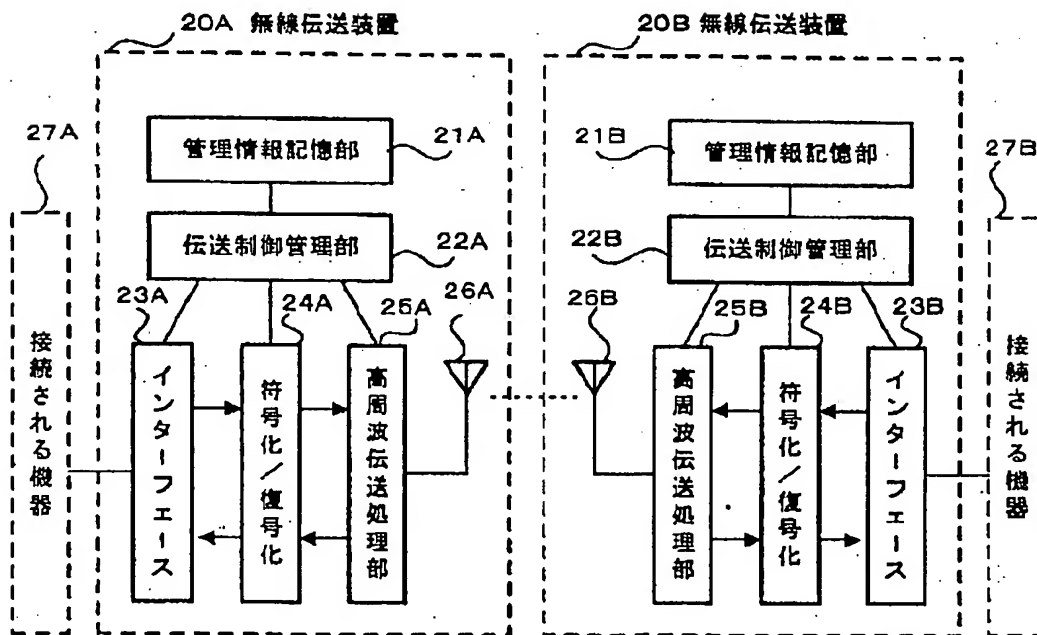 20A 無線伝送装置
20B 無線伝送装置
27A
管理情報記憶部
21A
21B
管理情報記憶部
27B
伝送制御管理部
22A
22B
伝送制御管理部
23A
24A
25A
26A
26B
25B
24B
23B
接続される機器
インターフェース
符号化/復号化
高周波伝送処理部
高周波伝送処理部
符号化/復号化
インターフェース
接続される機器